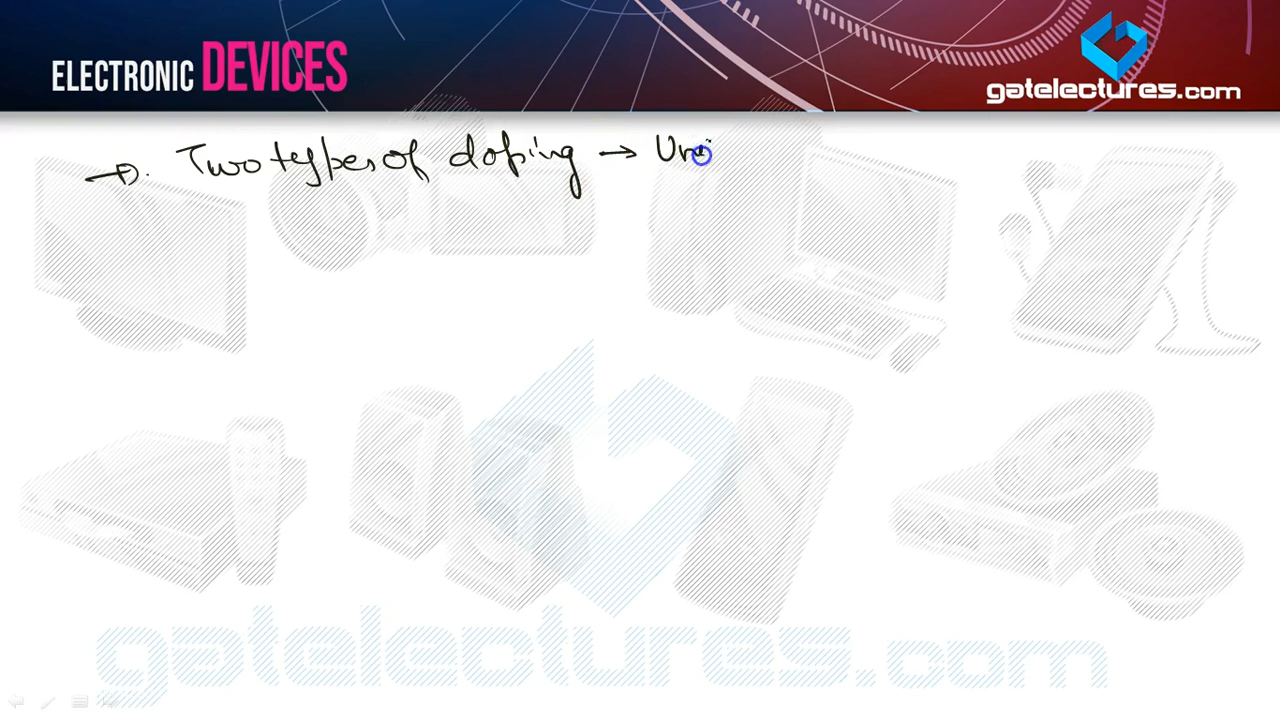 ELECTRONIC DEVICES
gatelectures.com
→ Two types of doping → Uni
gatelectures.com